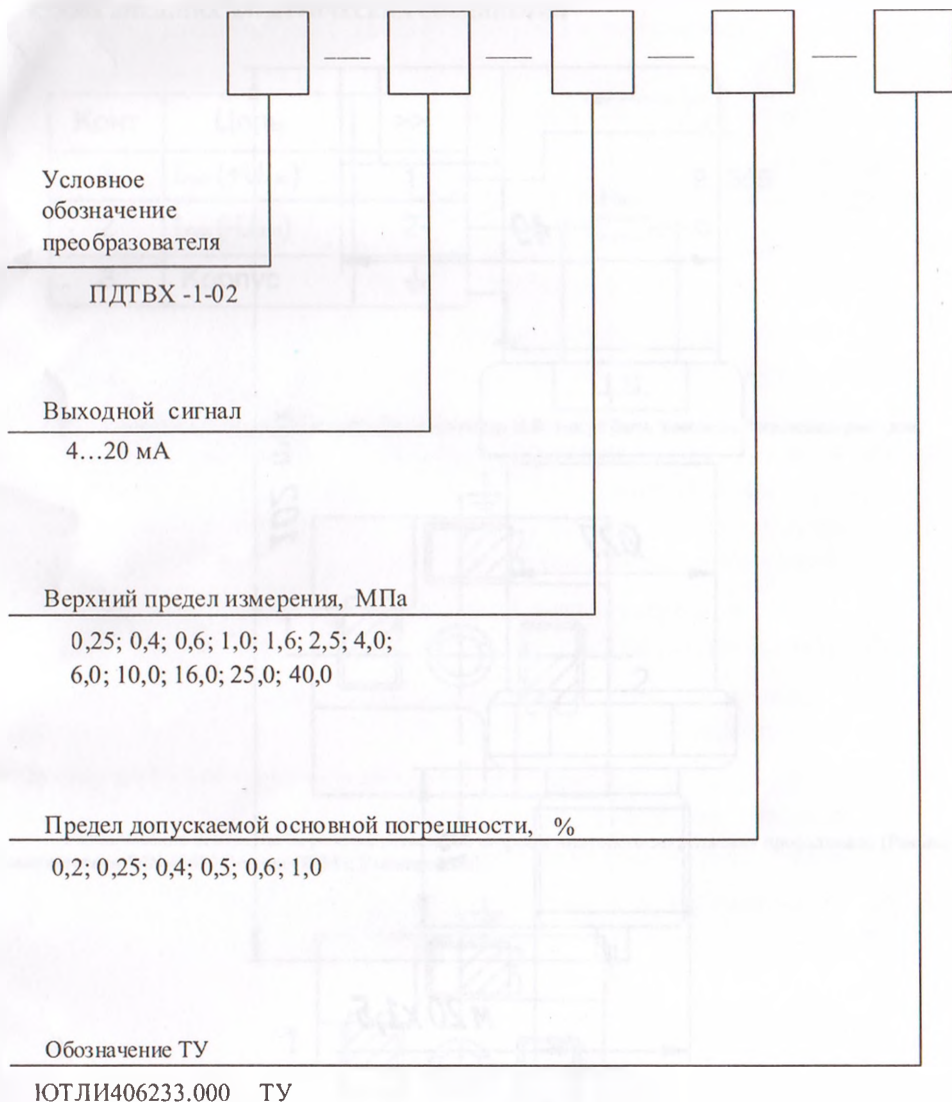 Условное
обозначение
преобразователя
ПДТВХ -1-02
Выходной сигнал
4...20 мА
Верхний предел измерения, МПа
0,25; 0,4; 0,6; 1,0; 1,6; 2,5; 4,0;
6,0; 10,0; 16,0; 25,0; 40,0
Предел допускаемой основной погрешности, %
0,2; 0,25; 0,4; 0,5; 0,6; 1,0
Обозначение ТУ
ЮТЛИ406233.000 ТУ